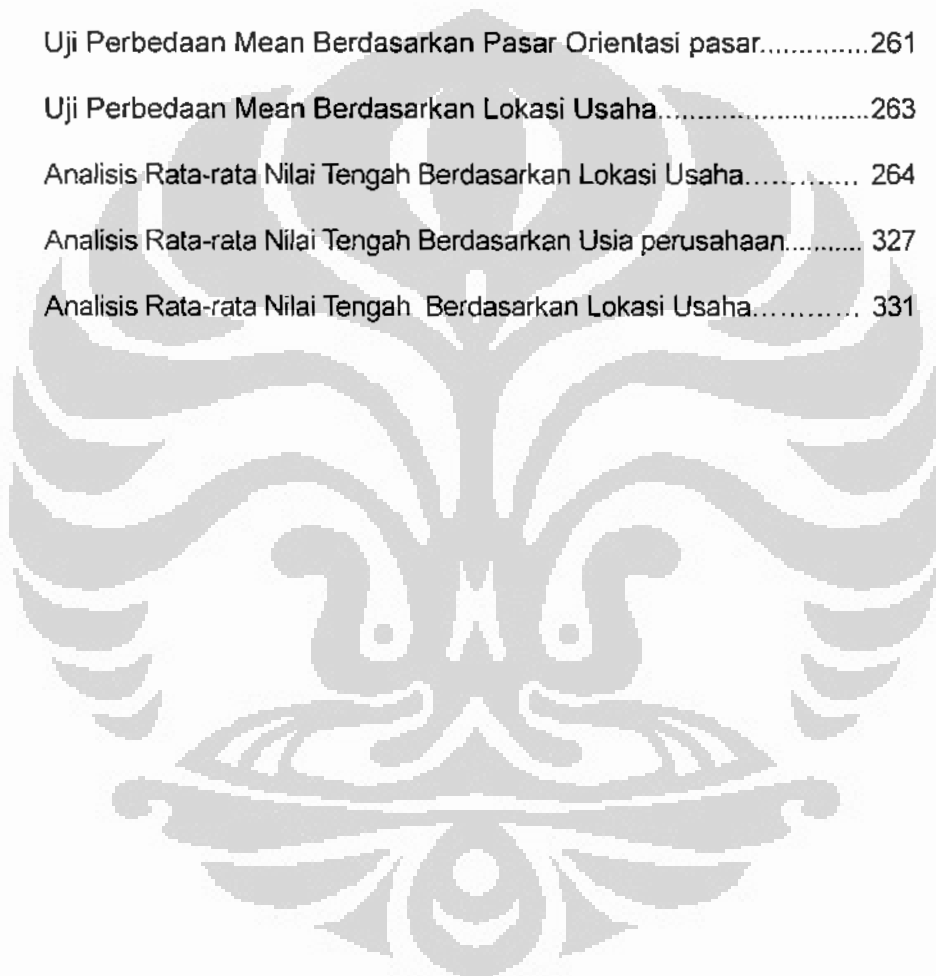 Uji Perbedaan Mean Berdasarkan Pasar Orientasi pasar..............261
Uji Perbedaan Mean Berdasarkan Lokasi Usaha...........................263
Analisis Rata-rata Nilai Tengah Berdasarkan Lokasi Usaha............. 264
Analisis Rata-rata Nilai Tengah Berdasarkan Usia perusahaan.......... 327
Analisis Rata-rata Nilai Tengah Berdasarkan Lokasi Usaha............ 331